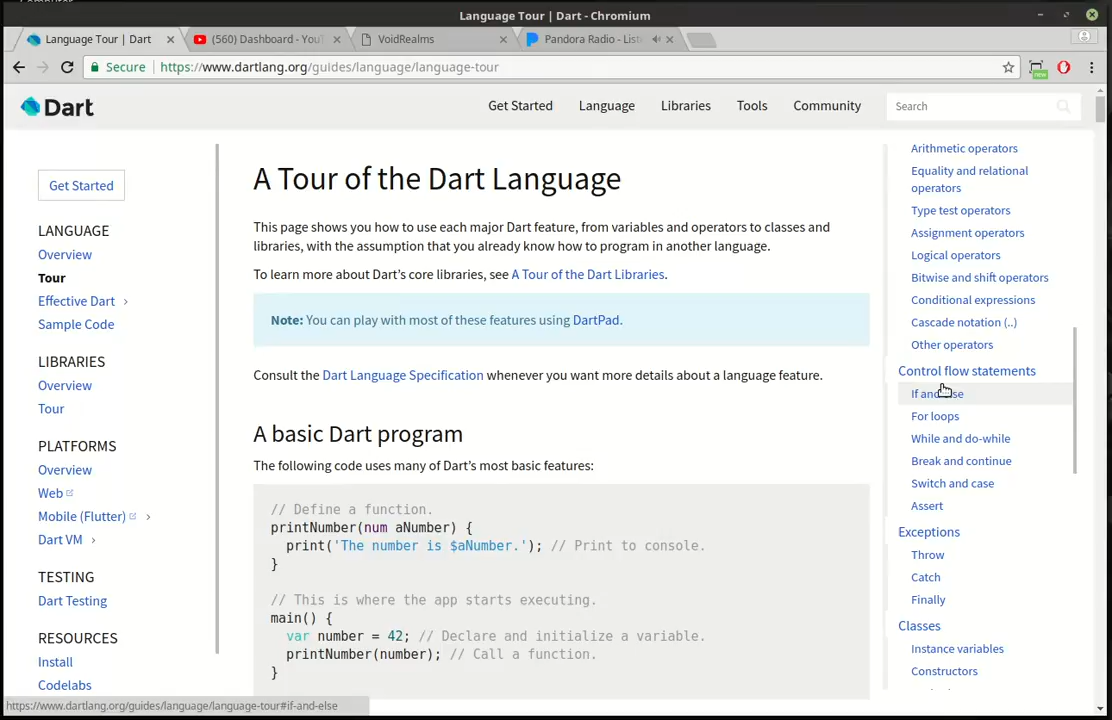 Language Tour | Dart - Chromium
Language Tour | Dart
(560) Dashboard - You
VoidRealms
Pandora Radio - List
Secure
https://www.dartlang.org/guides/language/language-tour
new
Dart
Get Started
Language
Libraries
Tools
Community
Search
Get Started
LANGUAGE
Overview
Tour
Effective Dart
Sample Code
LIBRARIES
Overview
Tour
PLATFORMS
Overview
Web
Mobile (Flutter)
Dart VM
TESTING
Dart Testing
RESOURCES
Install
Codelabs
A Tour of the Dart Language
This page shows you how to use each major Dart feature, from variables and operators to classes and
libraries, with the assumption that you already know how to program in another language.
To learn more about Dart's core libraries, see A Tour of the Dart Libraries.
Note: You can play with most of these features using DartPad.
Consult the Dart Language Specification whenever you want more details about a language feature.
A basic Dart program
The following code uses many of Dart's most basic features:
// Define a function.
printNumber(num aNumber) {
print('The number is $aNumber.'); // Print to console.
}
// This is where the app starts executing.
main() {
var number = 42; // Declare and initialize a variable.
printNumber(number); // Call a function.
}
Arithmetic operators
Equality and relational
operators
Type test operators
Assignment operators
Logical operators
Bitwise and shift operators
Conditional expressions
Cascade notation (..)
Other operators
Control flow statements
If and else
For loops
While and do-while
Break and continue
Switch and case
Assert
Exceptions
Throw
Catch
Finally
Classes
Instance variables
Constructors
https://www.dartlang.org/guides/language/language-tour#if-and-else